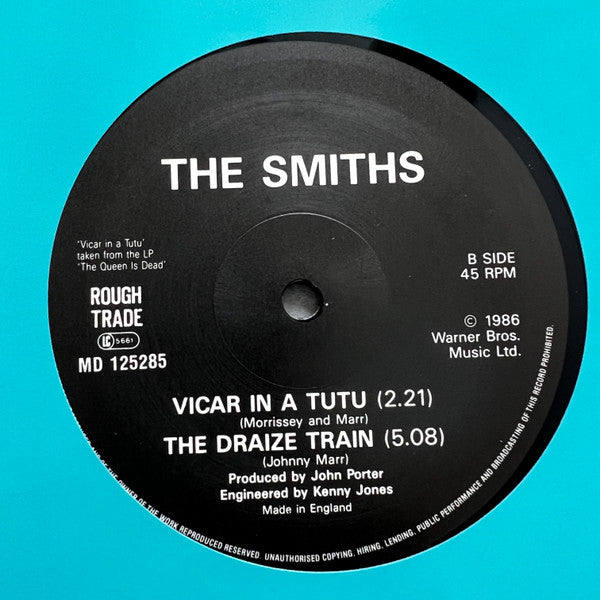 THE SMITHS
'Vicar in a Tutu'
taken from the LP
'The Queen Is Dead'
ROUGH
TRADE
LC 5661
MD 125285
B SIDE
45 RPM
© 1986
Warner Bros.
Music Ltd.
VICAR IN A TUTU (2.21)
(Morrissey and Marr)
THE DRAIZE TRAIN (5.08)
(Johnny Marr)
Produced by John Porter
Engineered by Kenny Jones
Made in England
AND OF THE OWNER OF THE WORK REPRODUCED RESERVED. UNAUTHORISED COPYING. HIRING. LENDING. PUBLIC PERFORMANCE AND BROADCASTING OF THIS RECORD PROHIBITED.